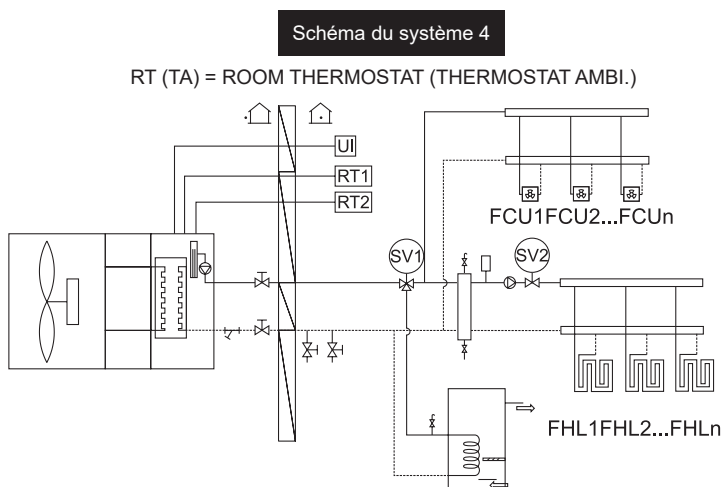 Schéma du système 4
RT (TA) = ROOM THERMOSTAT (THERMOSTAT AMBI.)
UI
RT1
RT2
FCU1FCU2...FCUn
SV1
SV2
FHL1FHL2...FHLn